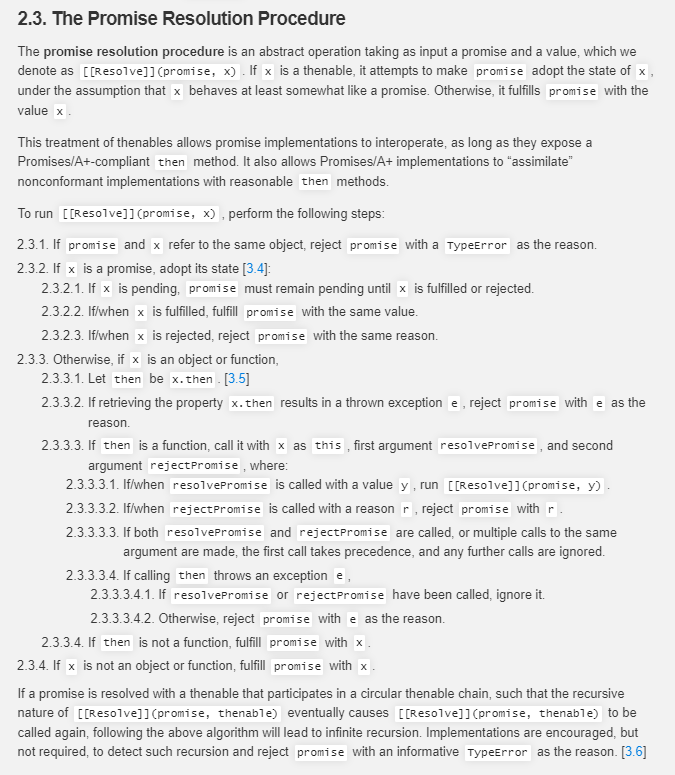 2.3. The Promise Resolution Procedure
The promise resolution procedure is an abstract operation taking as input a promise and a value, which we
denote as [[Resolve]](promise, x) . If x is a thenable, it attempts to make promise adopt the state of x ,
under the assumption that x behaves at least somewhat like a promise. Otherwise, it fulfills promise with the
value x .
This treatment of thenables allows promise implementations to interoperate, as long as they expose a
Promises/A+-compliant then method. It also allows Promises/A+ implementations to “assimilate”
nonconformant implementations with reasonable then methods.
To run [[Resolve]](promise, x) , perform the following steps:
2.3.1. If promise and x refer to the same object, reject promise with a TypeError as the reason.
2.3.2. If x is a promise, adopt its state [3.4]:
2.3.2.1. If x is pending, promise must remain pending until x is fulfilled or rejected.
2.3.2.2. If/when x is fulfilled, fulfill promise with the same value.
2.3.2.3. If/when x is rejected, reject promise with the same reason.
2.3.3. Otherwise, if x is an object or function,
2.3.3.1. Let then be x.then . [3.5]
2.3.3.2. If retrieving the property x.then results in a thrown exception e , reject promise with e as the
reason.
2.3.3.3. If then is a function, call it with x as this , first argument resolvePromise , and second
argument rejectPromise , where:
2.3.3.3.1. If/when resolvePromise is called with a value y , run [[Resolve]](promise, y) .
2.3.3.3.2. If/when rejectPromise is called with a reason r , reject promise with r .
2.3.3.3.3. If both resolvePromise and rejectPromise are called, or multiple calls to the same
argument are made, the first call takes precedence, and any further calls are ignored.
2.3.3.3.4. If calling then throws an exception e ,
2.3.3.3.4.1. If resolvePromise or rejectPromise have been called, ignore it.
2.3.3.3.4.2. Otherwise, reject promise with e as the reason.
2.3.3.4. If then is not a function, fulfill promise with x .
2.3.4. If x is not an object or function, fulfill promise with x .
If a promise is resolved with a thenable that participates in a circular thenable chain, such that the recursive
nature of [[Resolve]](promise, thenable) eventually causes [[Resolve]](promise, thenable) to be
called again, following the above algorithm will lead to infinite recursion. Implementations are encouraged, but
not required, to detect such recursion and reject promise with an informative TypeError as the reason. [3.6]